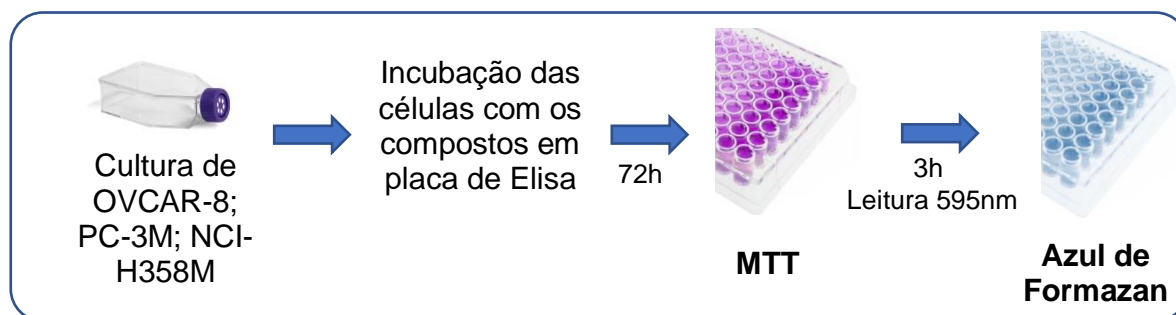 Cultura de
OVCAR-8;
PC-3M; NCI-
H358M
Incubação das
células com os
compostos em
placa de Elisa
72h
MTT
3h
Leitura 595nm
Azul de
Formazan